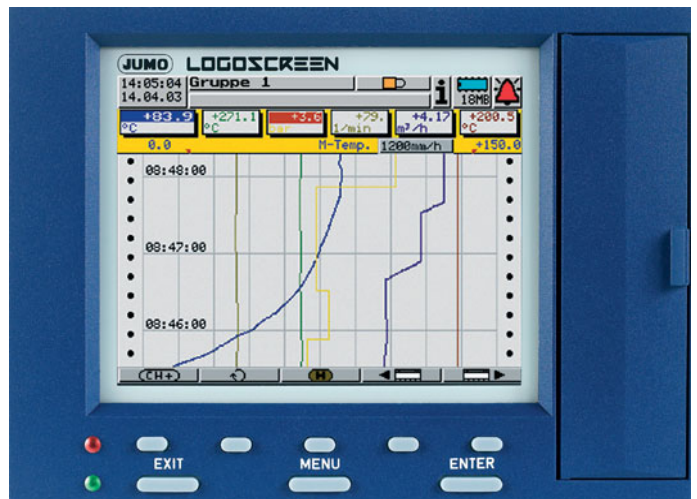 JUMO LOGOSCREEN
14:05:04 Gruppe 1
14.04.03 i 18MB
+83.9 +271.1 +3.6 +79. +4.17 +200.5
°C °C bar 1/min m³/h °C
0.0 M-Temp. 1200mm/h +150.0
08:48:00
08:47:00
08:46:00
(CH+) (H)
EXIT MENU ENTER